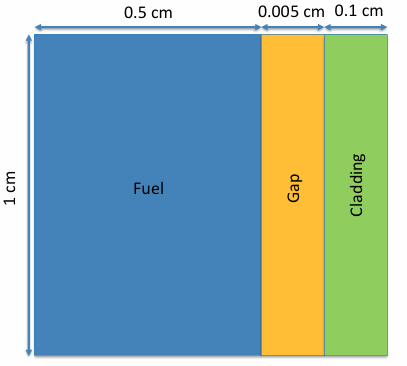 0.5 cm
0.005 cm
0.1 cm
1 cm
Fuel
Gap
Cladding